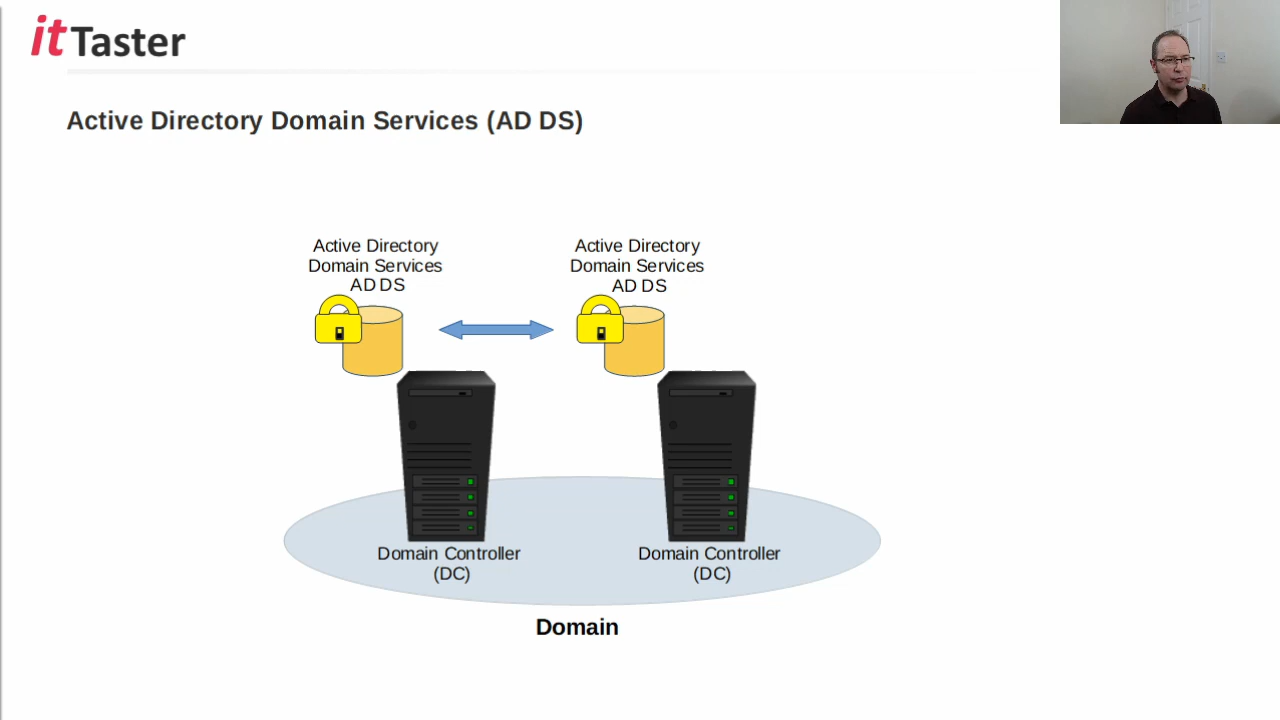 itTaster
Active Directory Domain Services (AD DS)
Active Directory
Domain Services
AD DS
Active Directory
Domain Services
AD DS
Domain Controller
(DC)
Domain Controller
(DC)
Domain